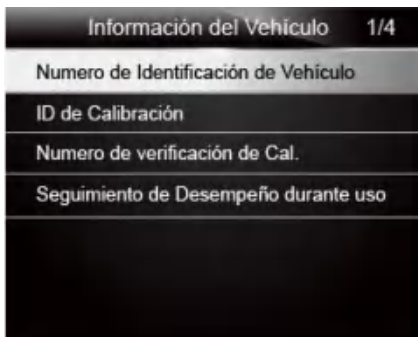 Información del Vehículo 1/4
Numero de Identificación de Vehículo
ID de Calibración
Numero de verificación de Cal.
Seguimiento de Desempeño durante uso